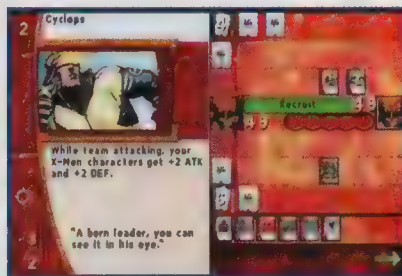 2
Cyclops
While team attacking, your
X-Men characters get +2 ATK
and +2 DEF.
"A born leader, you can
see it in his eye."
2
Recruit